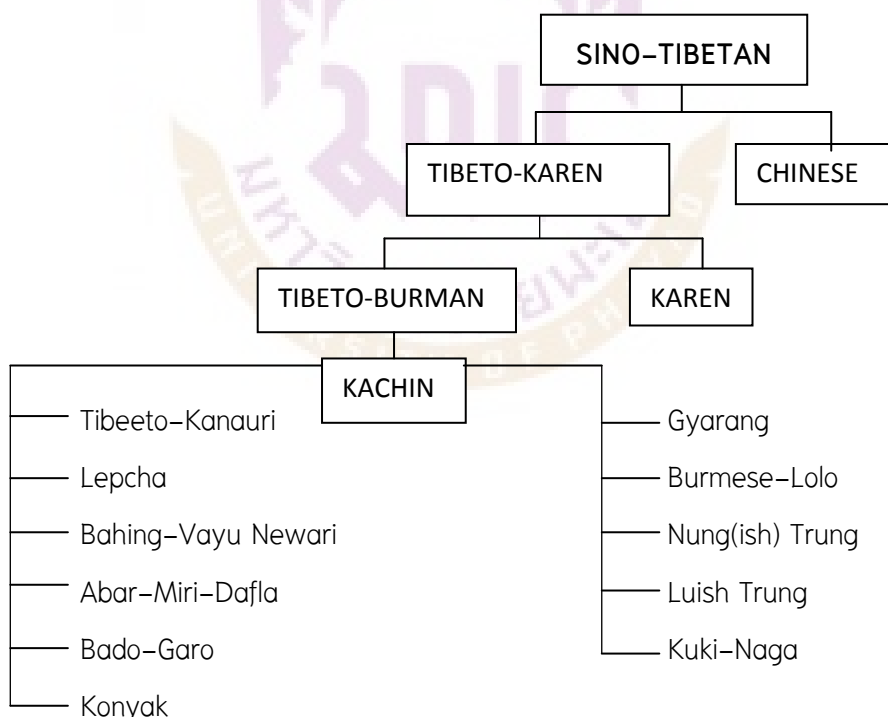 SINO–TIBETAN
TIBETO-KAREN
CHINESE
TIBETO-BURMAN
KAREN
KACHIN
Tibeeto–Kanauri
Lepcha
Bahing–Vayu Newari
Abar–Miri–Dafla
Bado–Garo
Konyak
Gyarang
Burmese–Lolo
Nung(ish) Trung
Luish Trung
Kuki–Naga